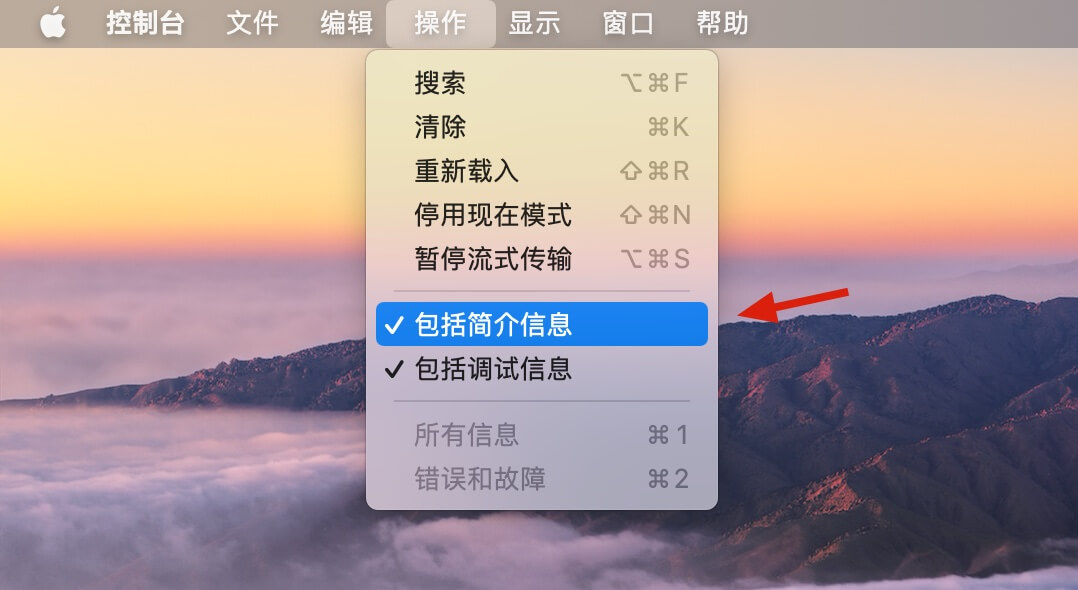 控制台 文件 编辑 操作 显示 窗口 帮助
搜索 ⌥⌘F
清除 ⌘K
重新载入 ⇧⌘R
停用现在模式 ⇧⌘N
暂停流式传输 ⌥⌘S
✓ 包括简介信息
✓ 包括调试信息
所有信息 ⌘1
错误和故障 ⌘2